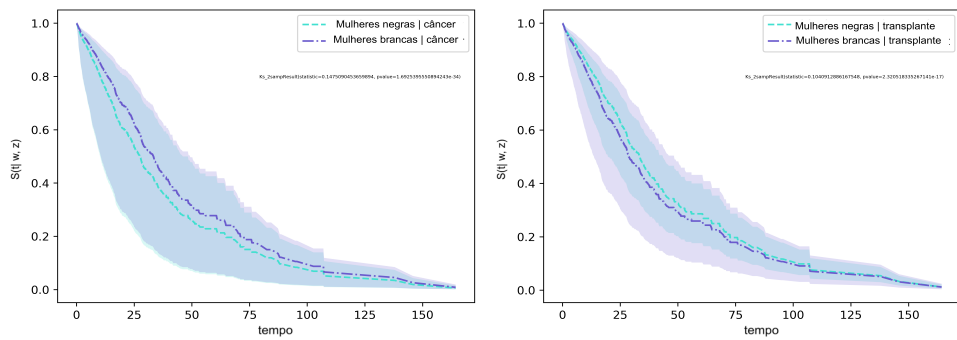 Mulheres negras | câncer
Mulheres brancas | câncer
Ks_2sampResult(statistic=0.1475090453659894, pvalue=1.6925395550894243e-34)
1.0
0.8
0.6
0.4
0.2
0.0
S(t| w, z)
0
25
50
75
100
125
150
tempo
Mulheres negras | transplante
Mulheres brancas | transplante
Ks_2sampResult(statistic=0.1040912886167548, pvalue=2.320518335267141e-17)
1.0
0.8
0.6
0.4
0.2
0.0
S(t| w, z)
0
25
50
75
100
125
150
tempo